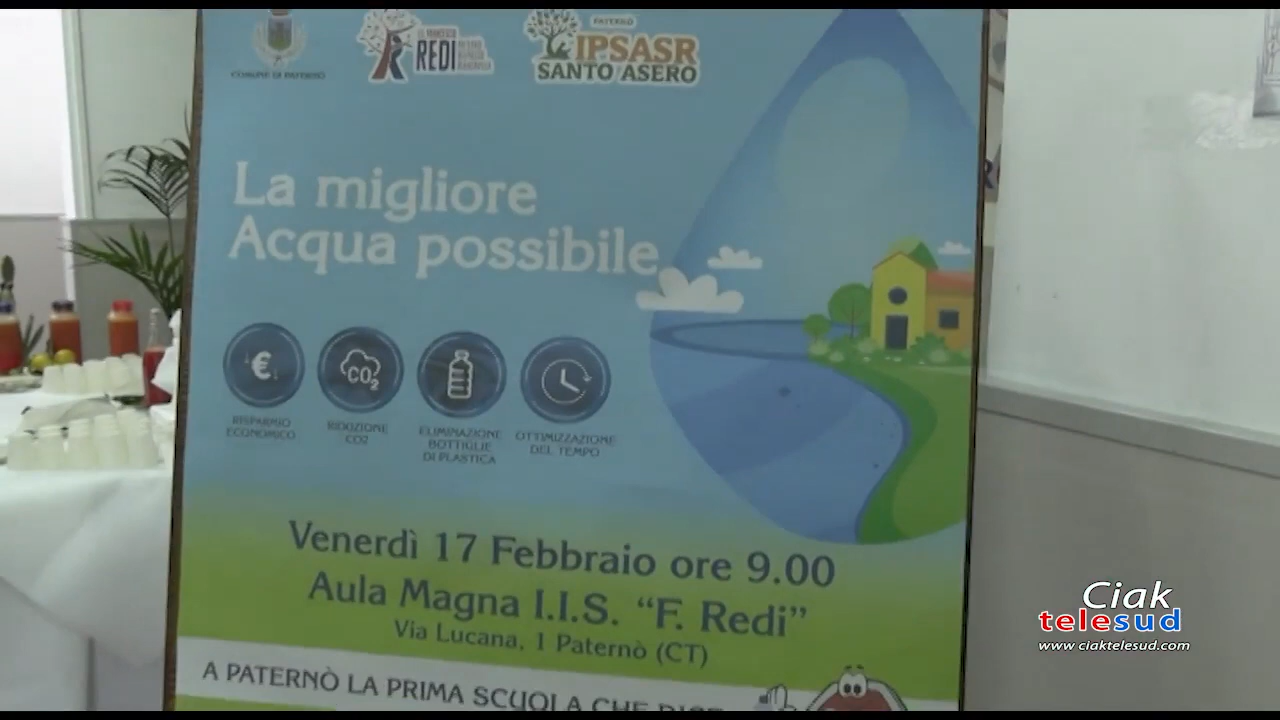 COMUNE DI PATERNÒ
REDI
PATERNÒ
IPSASR
SANTO ASERO
La migliore
Acqua possibile
€
CO2
RISPARMIO
ECONOMICO
RIDUZIONE
CO2
ELIMINAZIONE
BOTTIGLIE
DI PLASTICA
OTTIMIZZAZIONE
DEL TEMPO
Venerdì 17 Febbraio ore 9.00
Aula Magna I.I.S. “F. Redi”
Via Lucana, 1 Paternò (CT)
A PATERNÒ LA PRIMA SCUOLA CHE DICE
Ciak
telesud
www.ciaktelesud.com